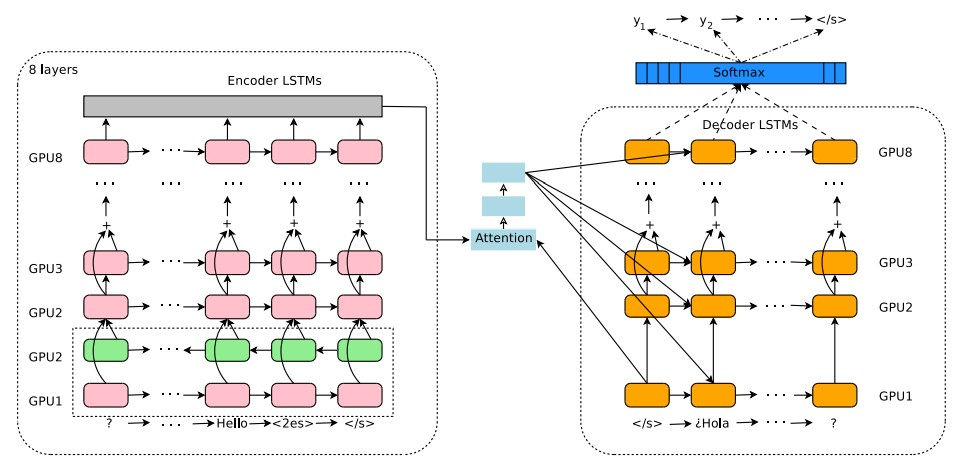 y1 y2 ... </s>
8 layers
Softmax
Encoder LSTMs
Decoder LSTMs
GPU8 ... ... GPU8
... ... ... ... ... ... ... ...
+ + + + + + +
Attention
GPU3 ... ... GPU3
GPU2 ... ... GPU2
GPU2 ...
GPU1 ... ... GPU1
? ... Hello <2es> </s>
</s> ¿Hola ... ?